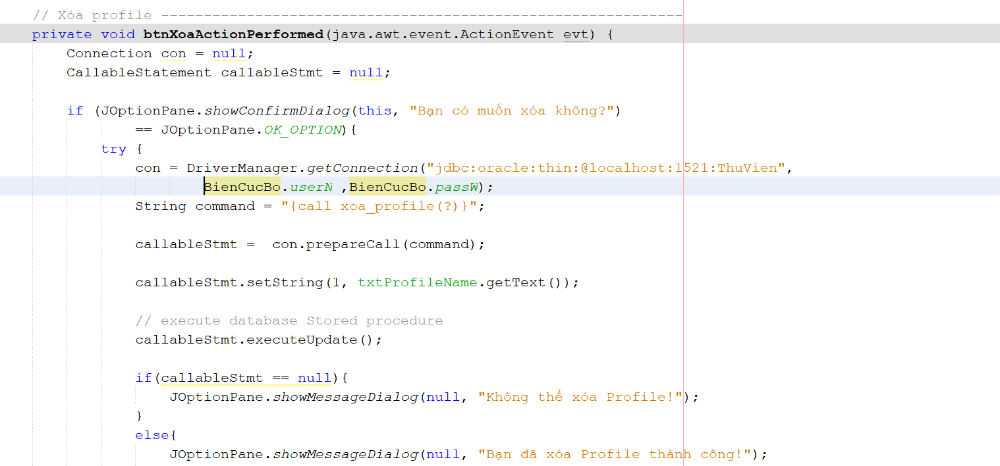 // Xóa profile -------------------------------------------------------------
private void btnXoaActionPerformed(java.awt.event.ActionEvent evt) {
Connection con = null;
CallableStatement callableStmt = null;
if (JOptionPane.showConfirmDialog(this, "Bạn có muốn xóa không?")
== JOptionPane.OK_OPTION){
try {
con = DriverManager.getConnection("jdbc:oracle:thin:@localhost:1521:ThuVien",
BienCucBo.userN ,BienCucBo.passW);
String command = "{call xoa_profile(?)}";
callableStmt =  con.prepareCall(command);
callableStmt.setString(1, txtProfileName.getText());
// execute database Stored procedure
callableStmt.executeUpdate();
if(callableStmt == null){
JOptionPane.showMessageDialog(null, "Không thể xóa Profile!");
}
else{
JOptionPane.showMessageDialog(null, "Bạn đã xóa Profile thành công!");